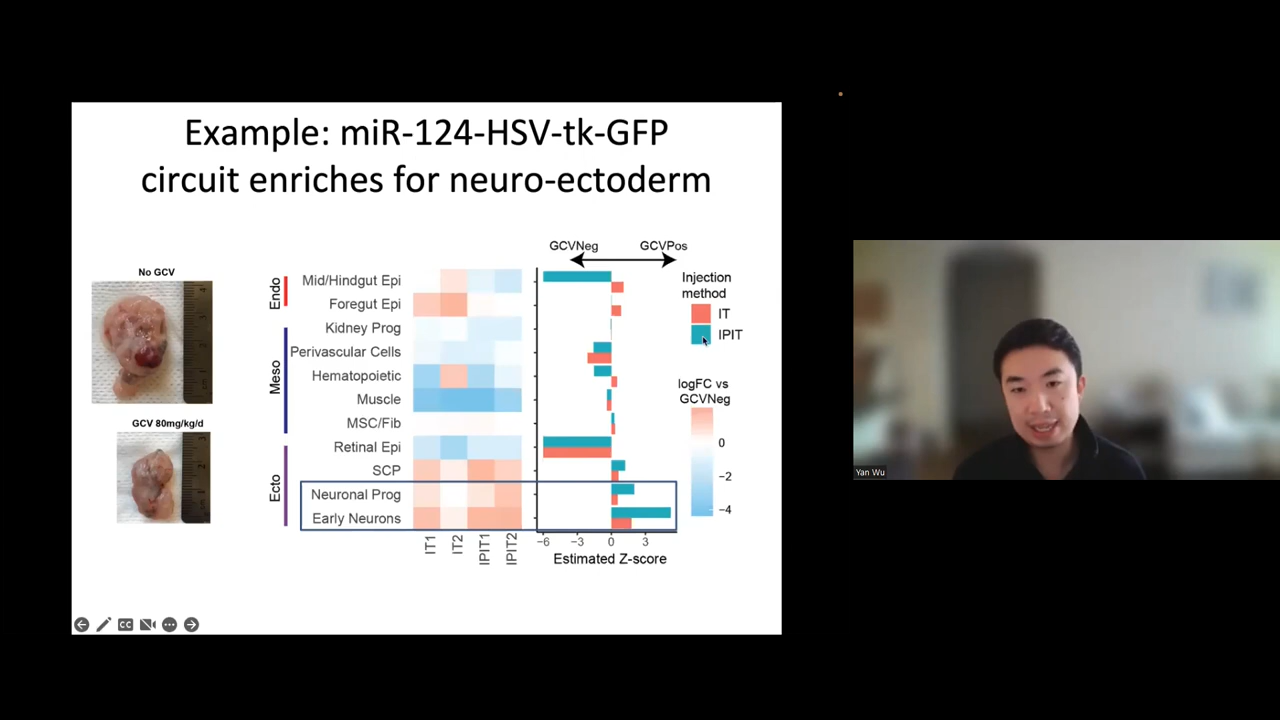 Example: miR-124-HSV-tk-GFP
circuit enriches for neuro-ectoderm
No GCV
GCV 80mg/kg/d
GCVNeg
GCVPos
Endo
Mid/Hindgut Epi
Foregut Epi
Meso
Kidney Prog
Perivascular Cells
Hematopoietic
Muscle
MSC/Fib
Ecto
Retinal Epi
SCP
Neuronal Prog
Early Neurons
IT1
IT2
IPIT1
IPIT2
−6
−3
0
3
Estimated Z-score
Injection
method
IT
IPIT
logFC vs
GCVNeg
0
−2
−4
CC
Yan Wu